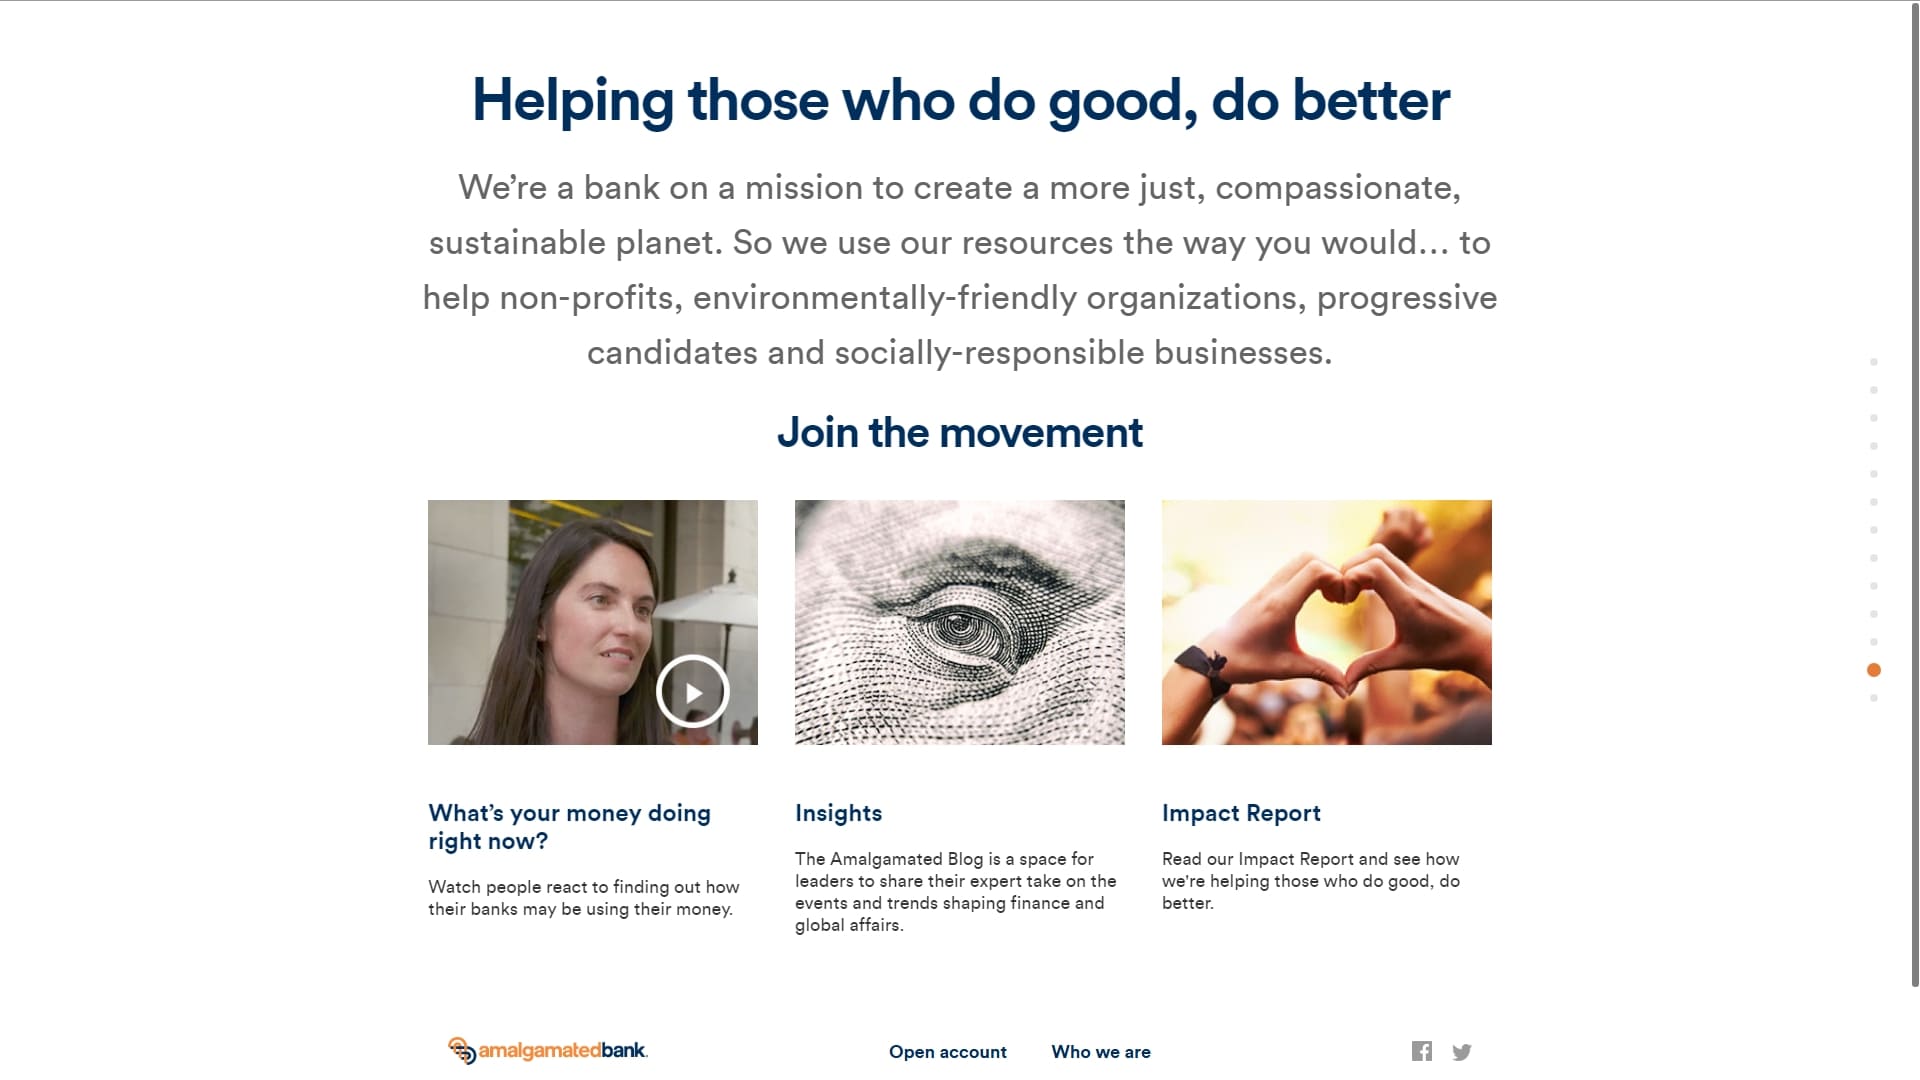 Helping those who do good, do better
We’re a bank on a mission to create a more just, compassionate,
sustainable planet. So we use our resources the way you would… to
help non-profits, environmentally-friendly organizations, progressive
candidates and socially-responsible businesses.
Join the movement
What’s your money doing
right now?
Watch people react to finding out how
their banks may be using their money.
Insights
The Amalgamated Blog is a space for
leaders to share their expert take on the
events and trends shaping finance and
global affairs.
Impact Report
Read our Impact Report and see how
we're helping those who do good, do
better.
amalgamatedbank.
Open account
Who we are